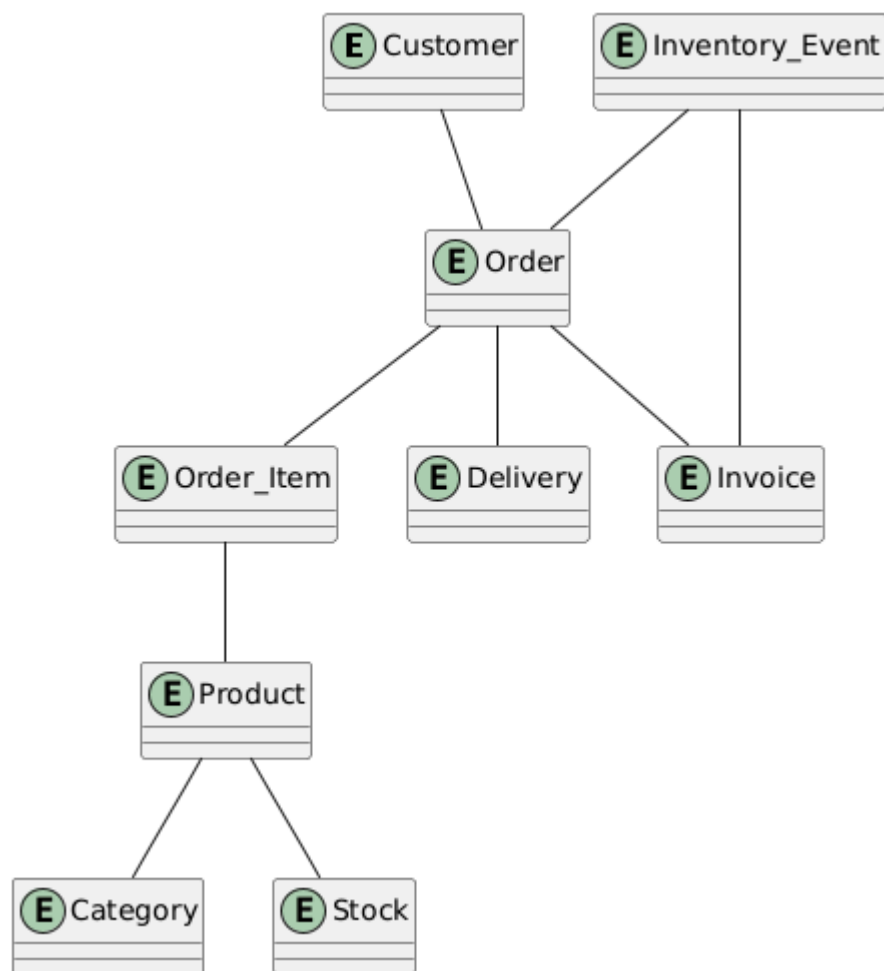 E Customer
E Inventory_Event
E Order
E Order_Item
E Delivery
E Invoice
E Product
E Category
E Stock